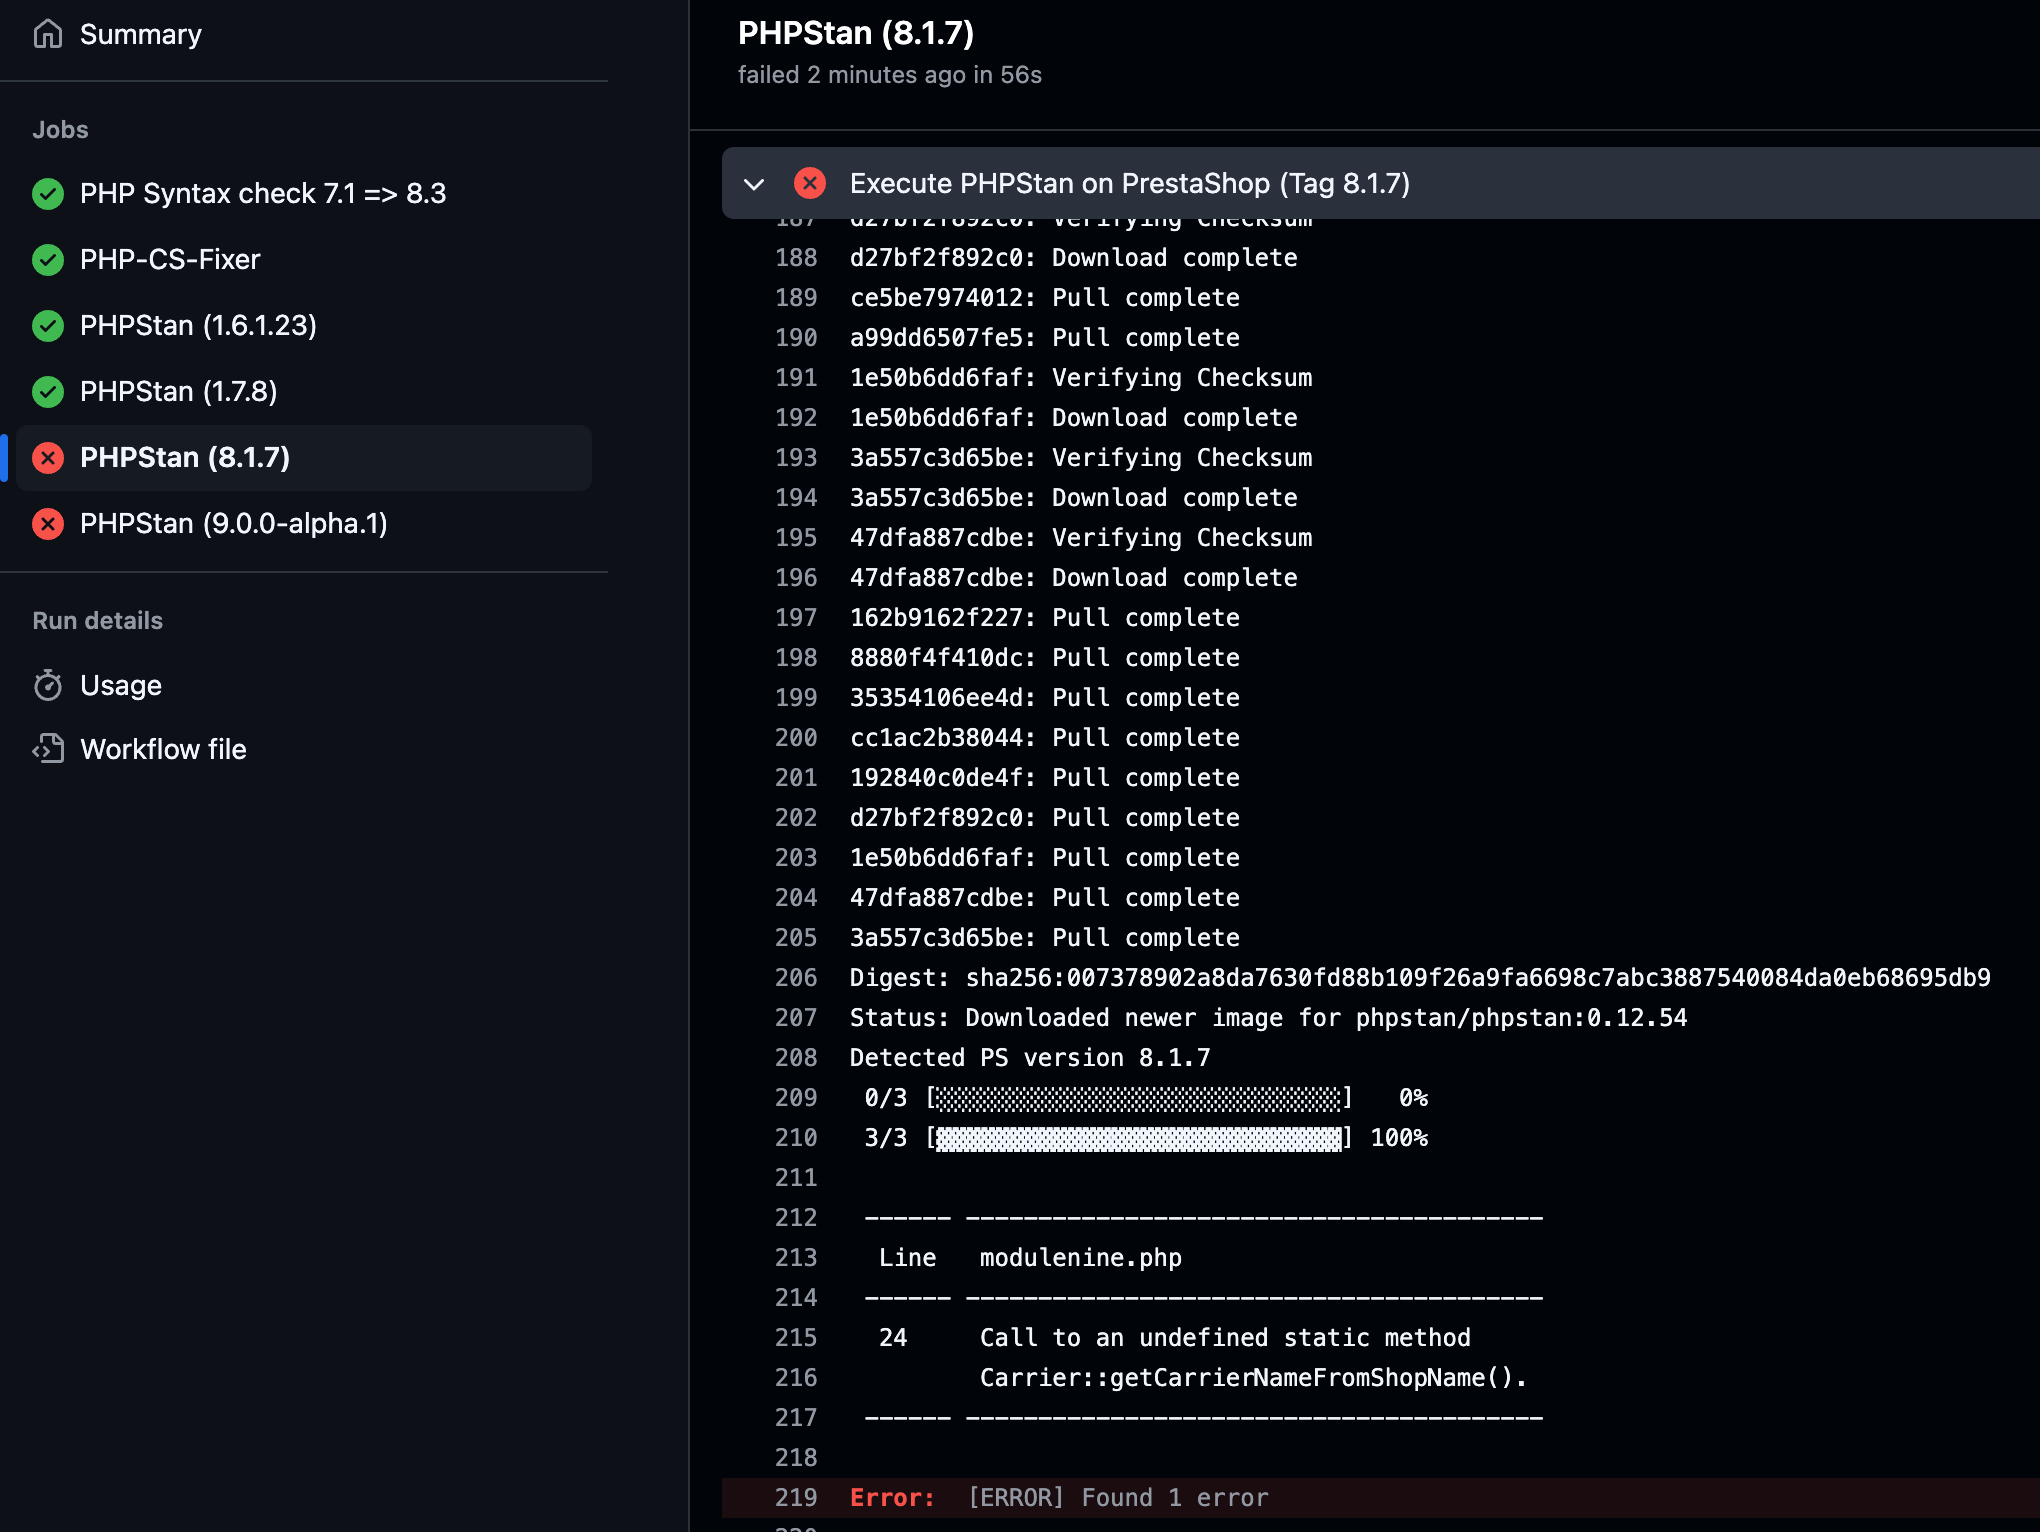 Summary
Jobs
PHP Syntax check 7.1 => 8.3
PHP-CS-Fixer
PHPStan (1.6.1.23)
PHPStan (1.7.8)
PHPStan (8.1.7)
PHPStan (9.0.0-alpha.1)
Run details
Usage
Workflow file
PHPStan (8.1.7)
failed 2 minutes ago in 56s
Execute PHPStan on PrestaShop (Tag 8.1.7)
187 d27bf2f892c0: Verifying Checksum
188 d27bf2f892c0: Download complete
189 ce5be7974012: Pull complete
190 a99dd6507fe5: Pull complete
191 1e50b6dd6faf: Verifying Checksum
192 1e50b6dd6faf: Download complete
193 3a557c3d65be: Verifying Checksum
194 3a557c3d65be: Download complete
195 47dfa887cdbe: Verifying Checksum
196 47dfa887cdbe: Download complete
197 162b9162f227: Pull complete
198 8880f4f410dc: Pull complete
199 35354106ee4d: Pull complete
200 cc1ac2b38044: Pull complete
201 192840c0de4f: Pull complete
202 d27bf2f892c0: Pull complete
203 1e50b6dd6faf: Pull complete
204 47dfa887cdbe: Pull complete
205 3a557c3d65be: Pull complete
206 Digest: sha256:007378902a8da7630fd88b109f26a9fa6698c7abc3887540084da0eb68695db9
207 Status: Downloaded newer image for phpstan/phpstan:0.12.54
208 Detected PS version 8.1.7
209 0/3 [░░░░░░░░░░░░░░░░░░░░░░░░░░░░] 0%
210 3/3 [▓▓▓▓▓▓▓▓▓▓▓▓▓▓▓▓▓▓▓▓▓▓▓▓▓▓▓▓] 100%
211
212 ------ ----------------------------------------
213 Line modulenine.php
214 ------ ----------------------------------------
215 24 Call to an undefined static method
216 Carrier::getCarrierNameFromShopName().
217 ------ ----------------------------------------
218
219 Error: [ERROR] Found 1 error
220